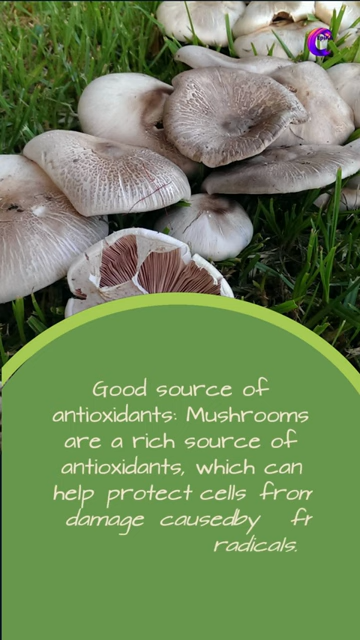 Good source of
antioxidants: Mushrooms
are a rich source of
antioxidants, which can
help protect cells from
damage causedby fr
radicals.